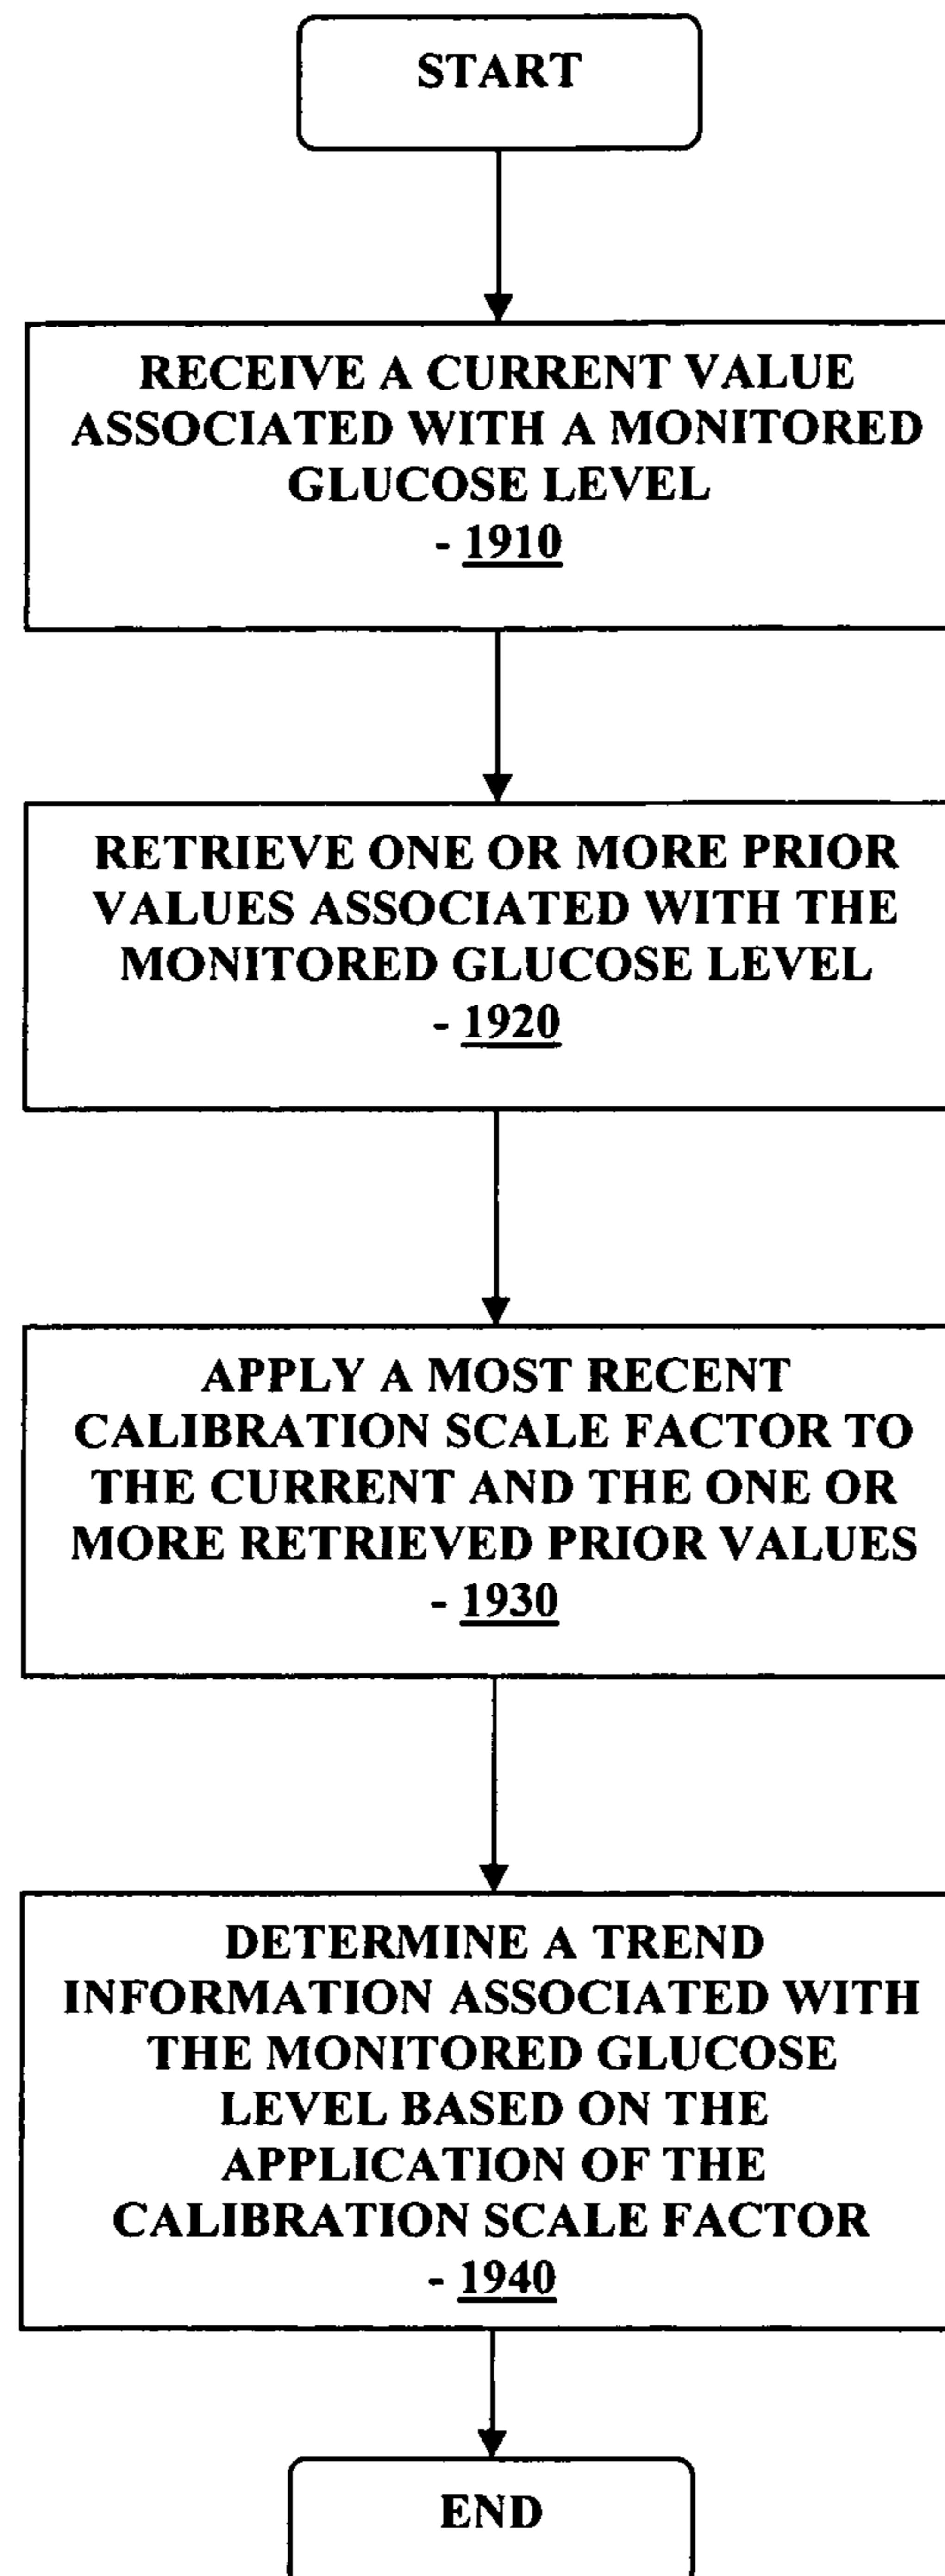 START
RECEIVE A CURRENT VALUE
ASSOCIATED WITH A MONITORED
GLUCOSE LEVEL
- 1910
RETRIEVE ONE OR MORE PRIOR
VALUES ASSOCIATED WITH THE
MONITORED GLUCOSE LEVEL
- 1920
APPLY A MOST RECENT
CALIBRATION SCALE FACTOR TO
THE CURRENT AND THE ONE OR
MORE RETRIEVED PRIOR VALUES
- 1930
DETERMINE A TREND
INFORMATION ASSOCIATED WITH
THE MONITORED GLUCOSE
LEVEL BASED ON THE
APPLICATION OF THE
CALIBRATION SCALE FACTOR
- 1940
END